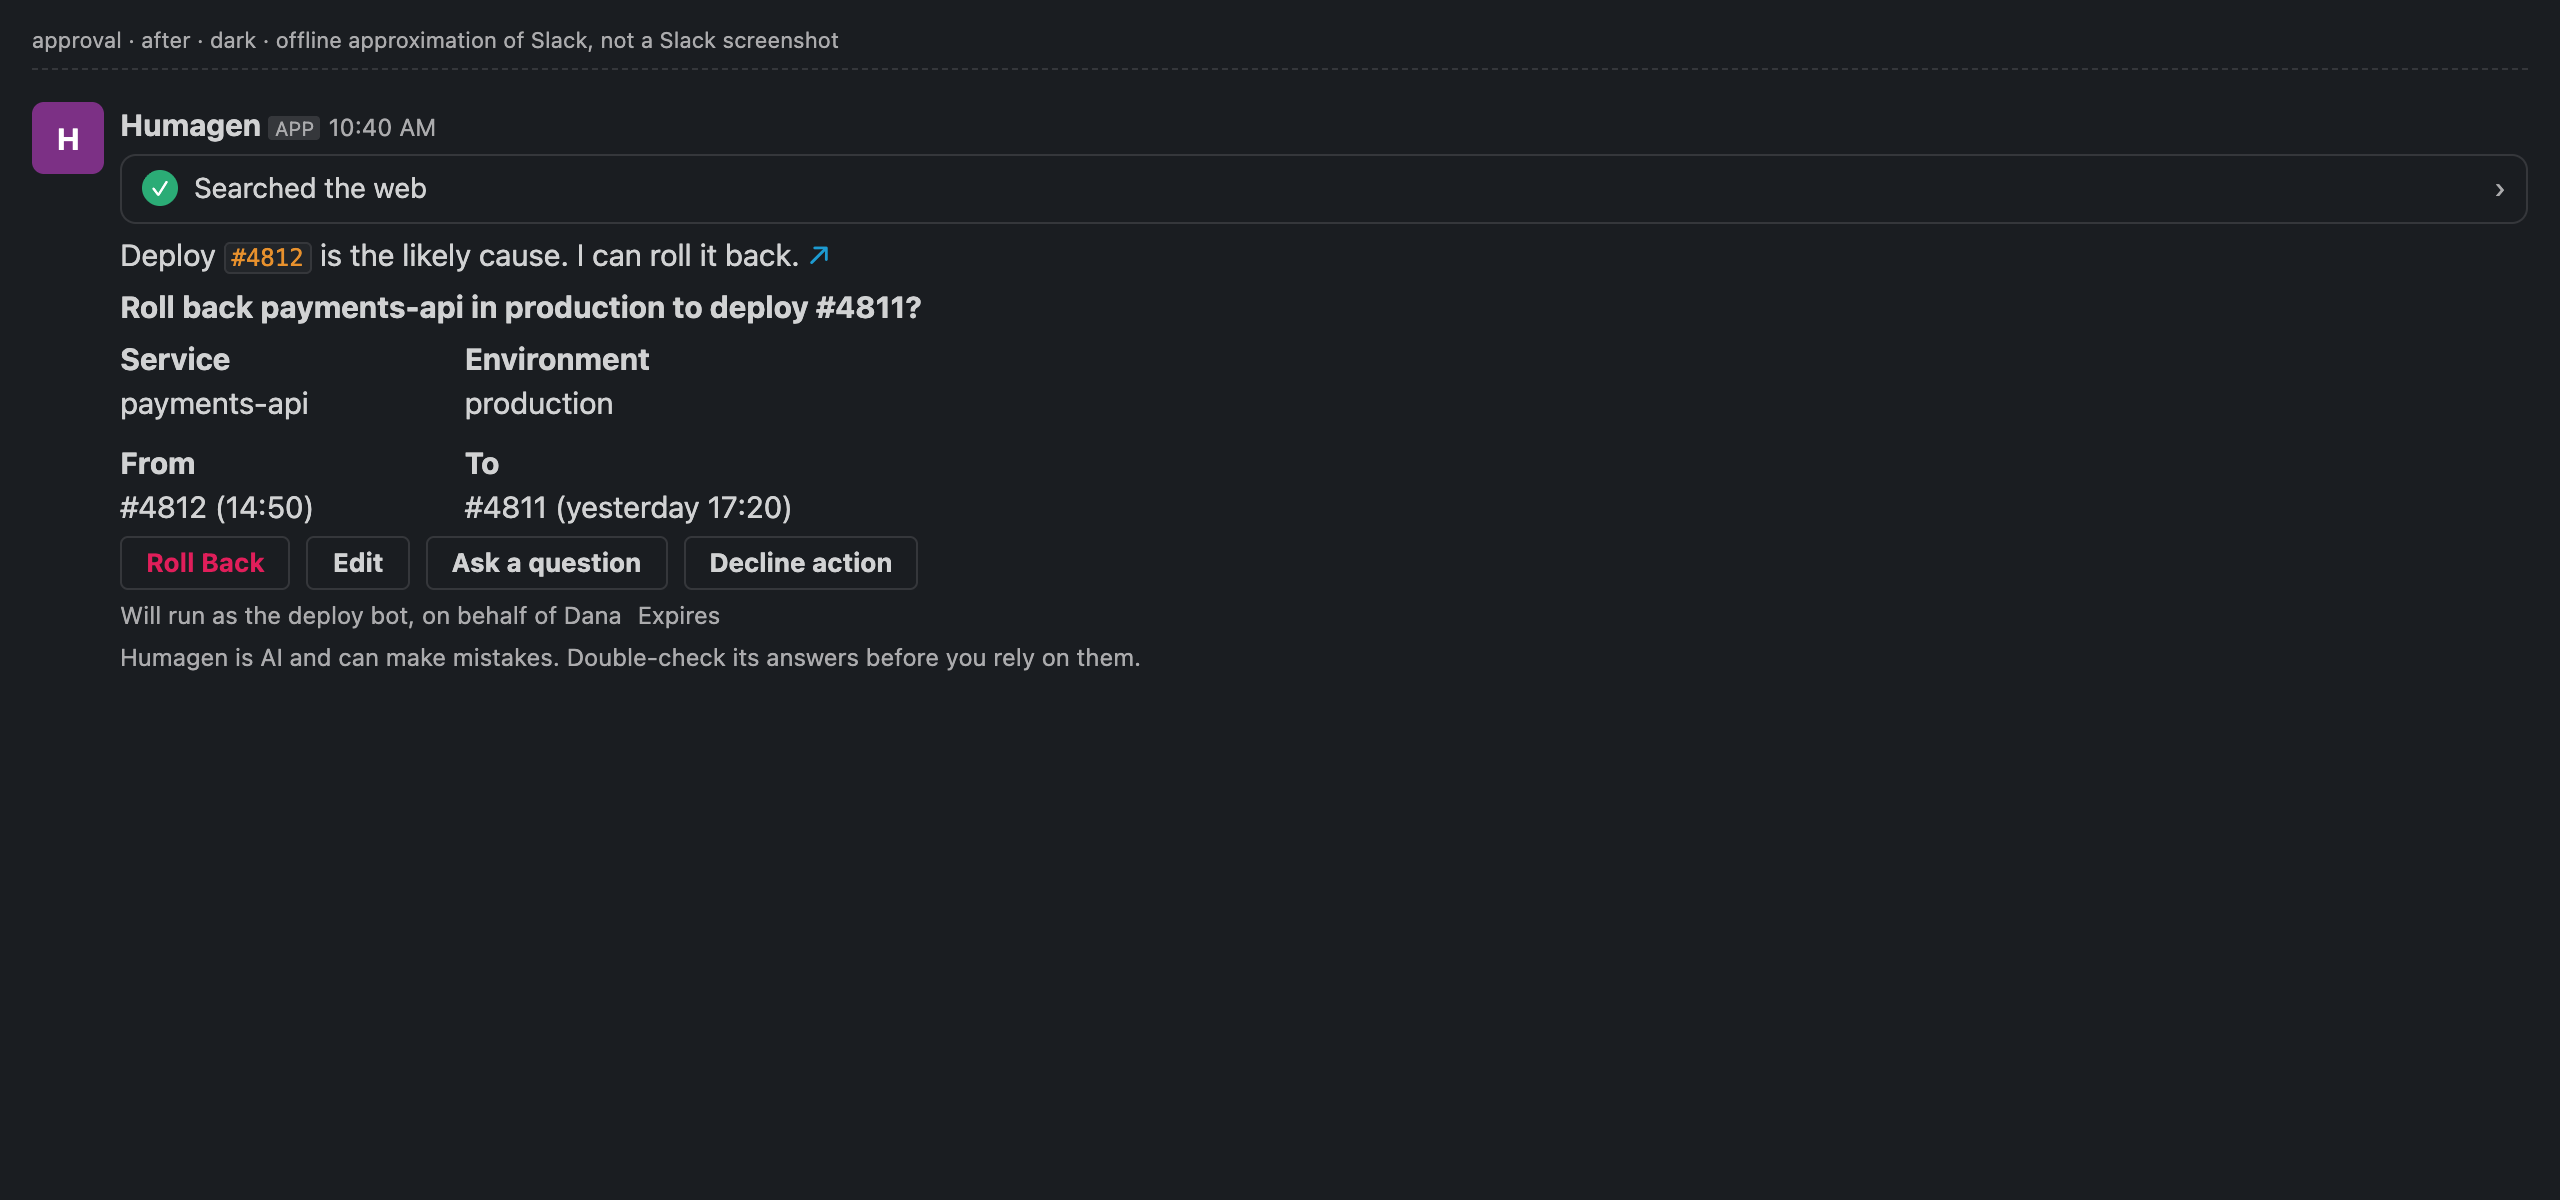 approval · after · dark · offline approximation of Slack, not a Slack screenshot
H
Humagen APP 10:40 AM
Searched the web
Deploy #4812 is the likely cause. I can roll it back.
Roll back payments-api in production to deploy #4811?
Service Environment
payments-api production
From To
#4812 (14:50) #4811 (yesterday 17:20)
Roll Back Edit Ask a question Decline action
Will run as the deploy bot, on behalf of Dana Expires
Humagen is AI and can make mistakes. Double-check its answers before you rely on them.